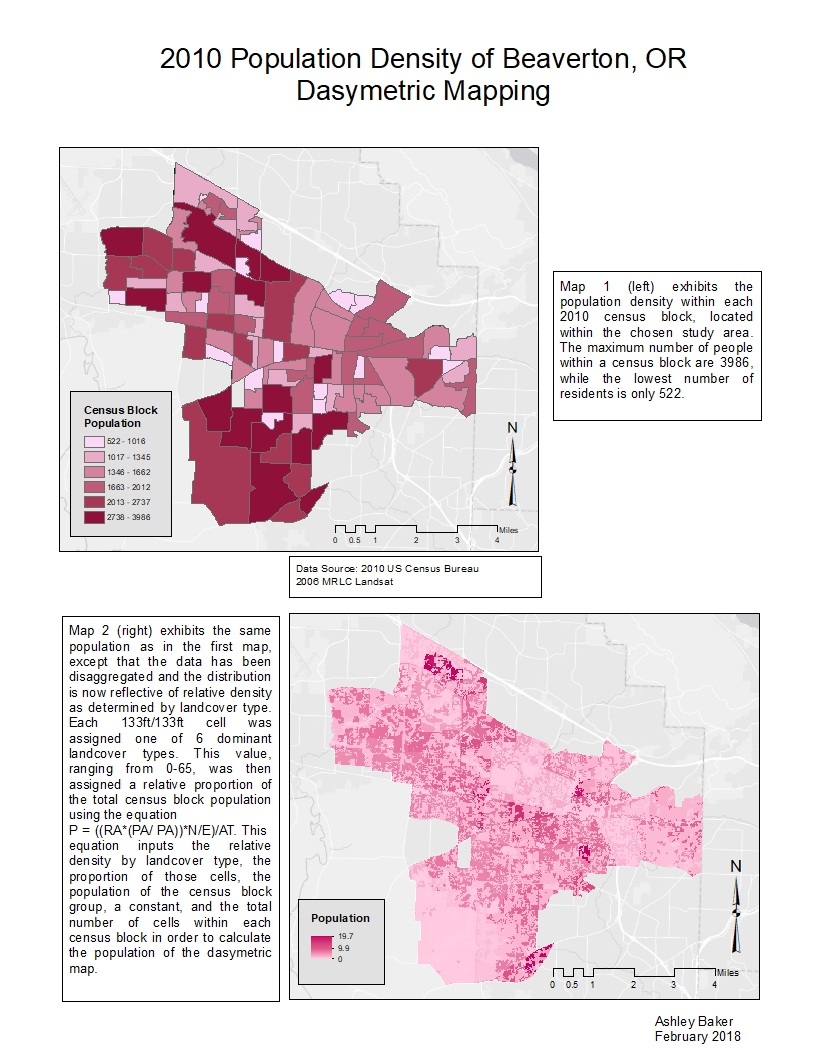 2010 Population Density of Beaverton, OR
Dasymetric Mapping
Map 1 (left) exhibits the
population density within each
2010 census block, located
within the chosen study area.
The maximum number of people
within a census block are 3986,
while the lowest number of
residents is only 522.
Census Block
Population
522 - 1016
1017 - 1345
1346 - 1662
1663 - 2012
2013 - 2737
2738 - 3986
N
Miles
0 0.5 1 2 3 4
Data Source: 2010 US Census Bureau
2006 MRLC Landsat
Map 2 (right) exhibits the same
population as in the first map,
except that the data has been
disaggregated and the distribution
is now reflective of relative density
as determined by landcover type.
Each 133ft/133ft cell was
assigned one of 6 dominant
landcover types. This value,
ranging from 0-65, was then
assigned a relative proportion of
the total census block population
using the equation
P = ((RA*(PA/ PA))*N/E)/AT. This
equation inputs the relative
density by landcover type, the
proportion of those cells, the
population of the census block
group, a constant, and the total
number of cells within each
census block in order to calculate
the population of the dasymetric
map.
Population
19.7
9.9
0
N
Miles
0 0.5 1 2 3 4
Ashley Baker
February 2018